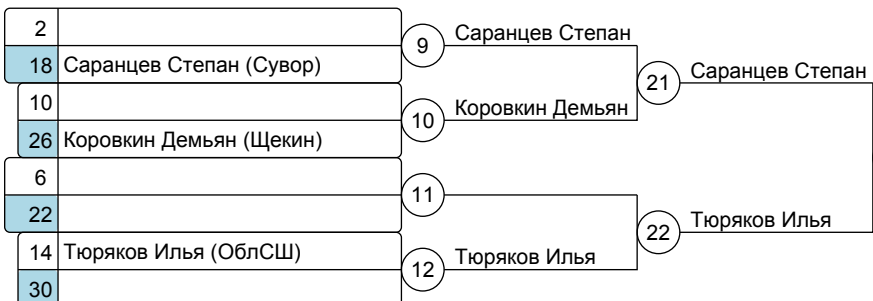 2
18 Саранцев Степан (Сувор)
9 Саранцев Степан
21 Саранцев Степан
10
26 Коровкин Демьян (Щекин)
10 Коровкин Демьян
6
22
11
22 Тюряков Илья
14 Тюряков Илья (ОблСШ)
30
12 Тюряков Илья